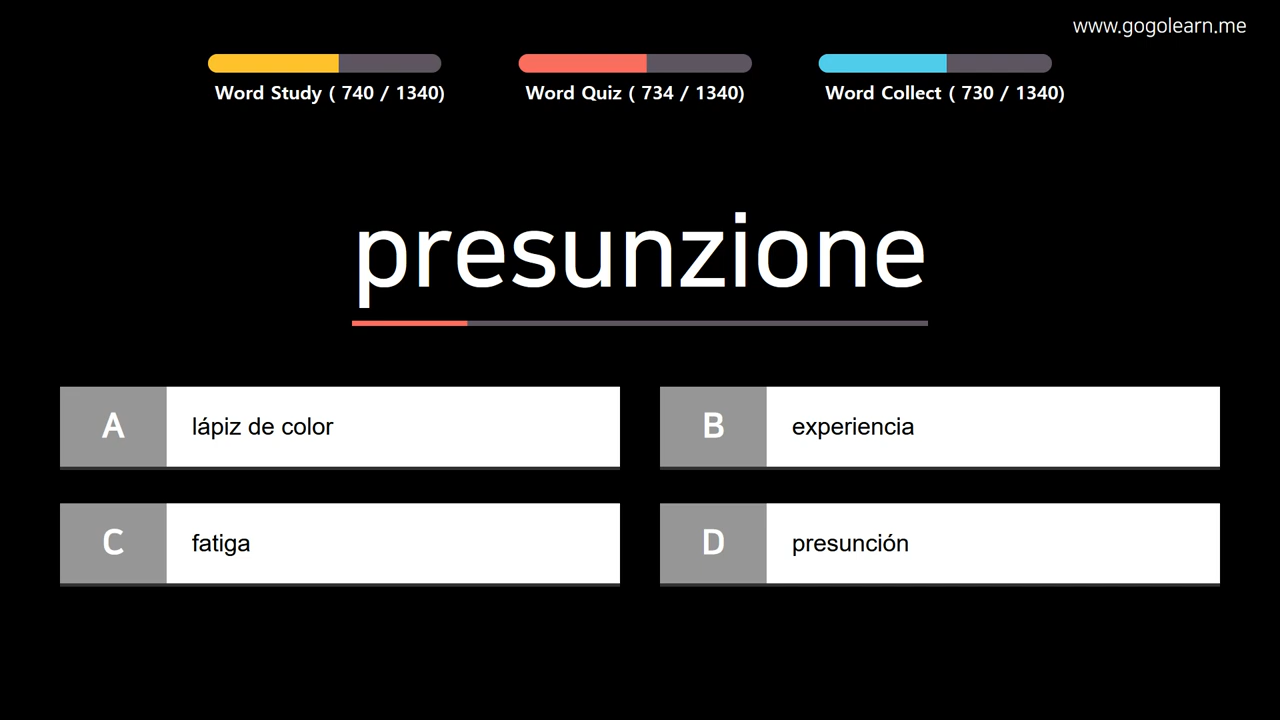 www.gogolearn.me
Word Study ( 740 / 1340)
Word Quiz ( 734 / 1340)
Word Collect ( 730 / 1340)
presunzione
A lápiz de color
B experiencia
C fatiga
D presunción